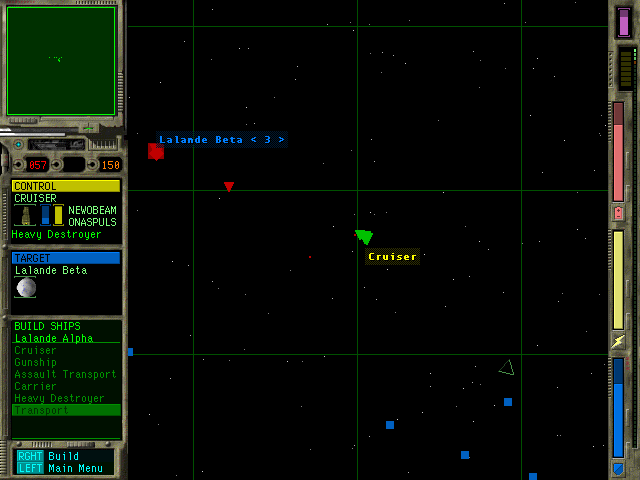 Lalande Beta < 3 >
057 150
CONTROL
CRUISER
NEWOBEAM
ONASPULS
Heavy Destroyer
Cruiser
TARGET
Lalande Beta
BUILD SHIPS
Lalande Alpha
Cruiser
Gunship
Assault Transport
Carrier
Heavy Destroyer
Transport
RGHT Build
LEFT Main Menu